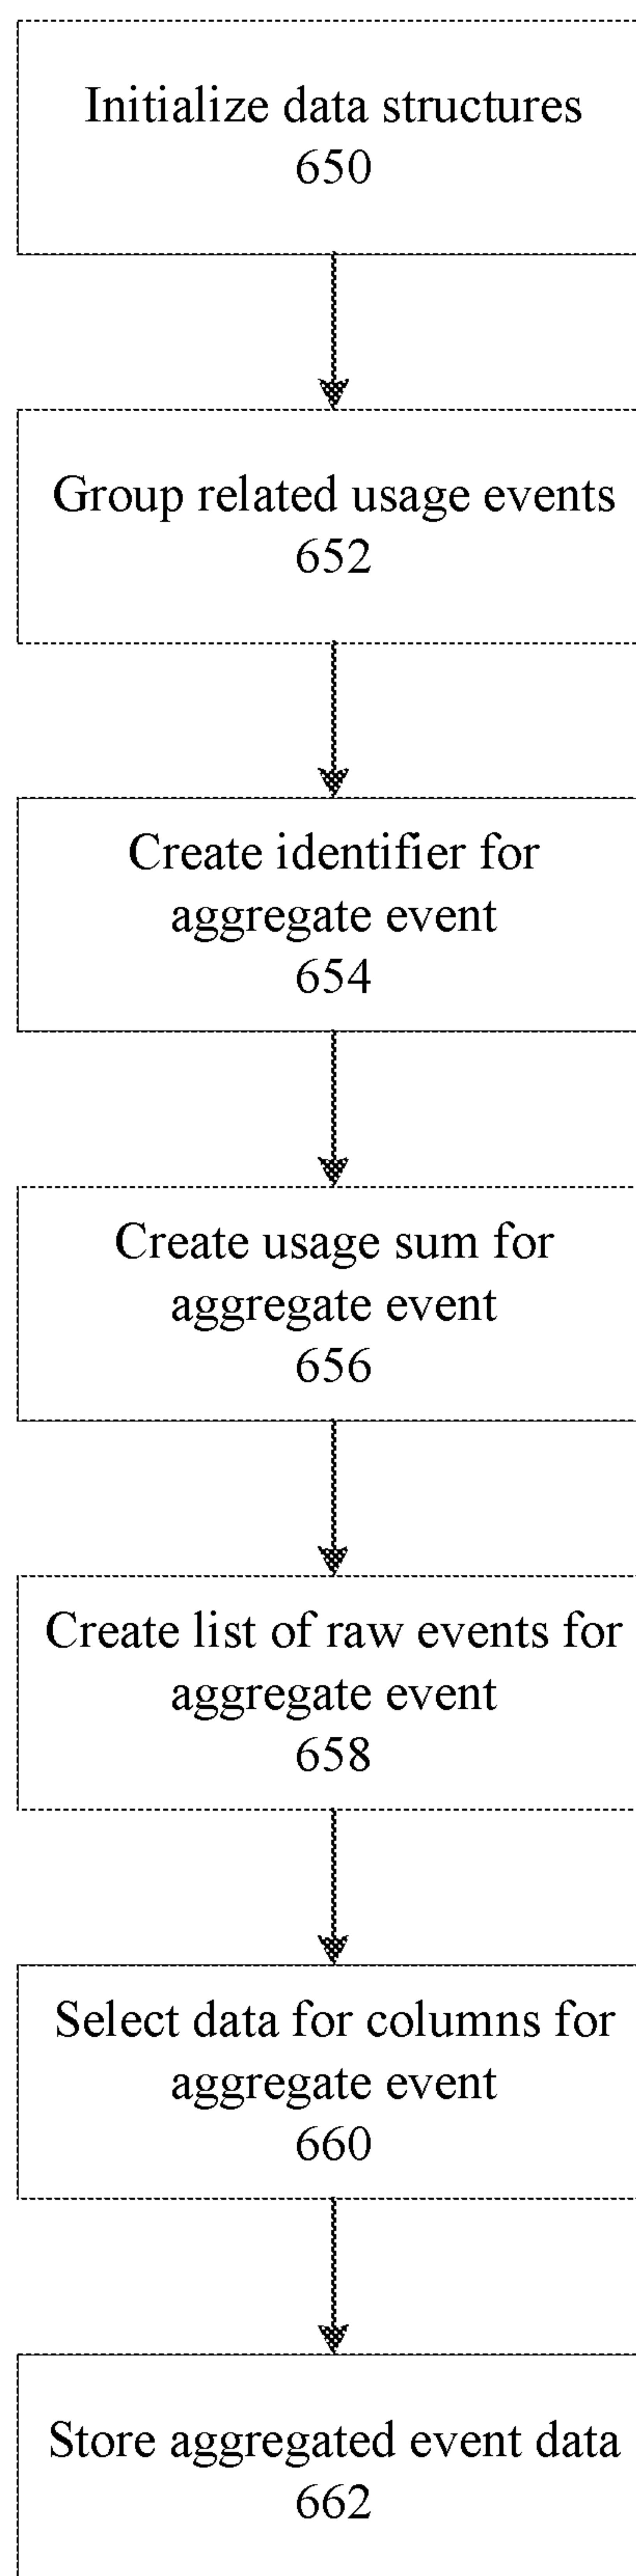 Initialize data structures
650
Group related usage events
652
Create identifier for
aggregate event
654
Create usage sum for
aggregate event
656
Create list of raw events for
aggregate event
658
Select data for columns for
aggregate event
660
Store aggregated event data
662